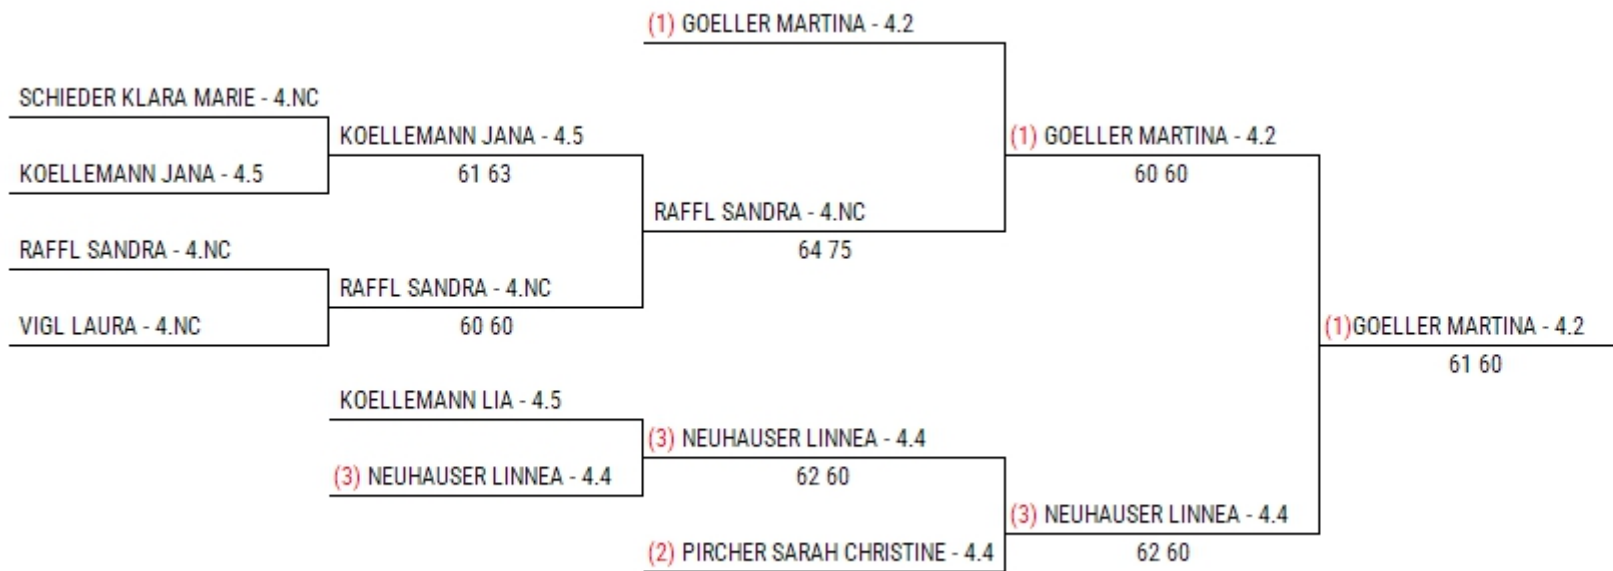 (1) GOELLER MARTINA - 4.2
SCHIEDER KLARA MARIE - 4.NC
KOELLEMANN JANA - 4.5
(1) GOELLER MARTINA - 4.2
KOELLEMANN JANA - 4.5
61 63
60 60
RAFFL SANDRA - 4.NC
RAFFL SANDRA - 4.NC
64 75
RAFFL SANDRA - 4.NC
VIGL LAURA - 4.NC
60 60
(1)GOELLER MARTINA - 4.2
61 60
KOELLEMANN LIA - 4.5
(3) NEUHAUSER LINNEA - 4.4
(3) NEUHAUSER LINNEA - 4.4
62 60
(3) NEUHAUSER LINNEA - 4.4
(2) PIRCHER SARAH CHRISTINE - 4.4
62 60